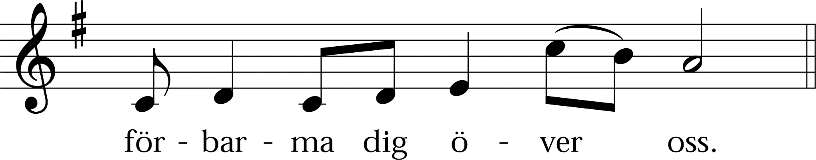 för - bar - ma dig ö - ver oss.